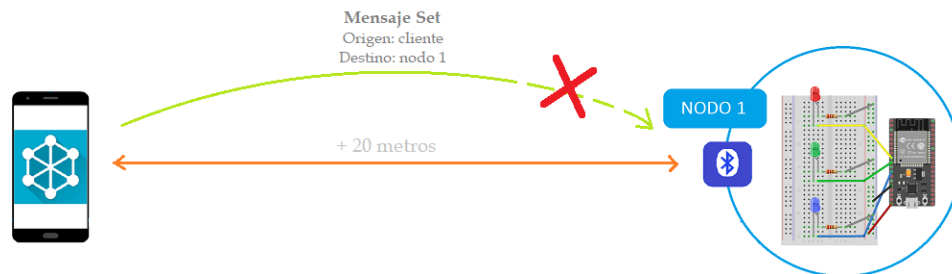 Mensaje Set
Origen: cliente
Destino: nodo 1
NODO 1
+ 20 metros